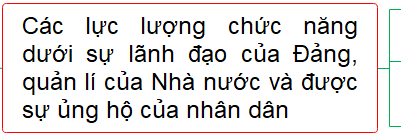 Các lực lượng chức năng
dưới sự lãnh đạo của Đảng,
quản lí của Nhà nước và được
sự ủng hộ của nhân dân